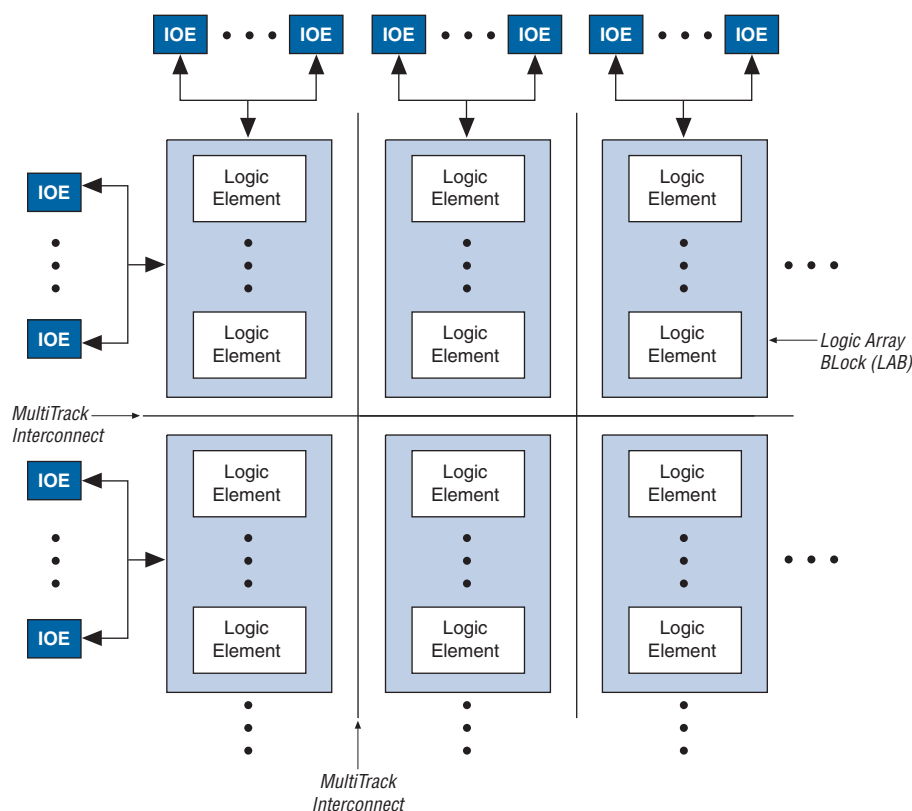 IOE IOE IOE IOE IOE IOE
Logic Element Logic Element Logic Element
IOE
IOE
Logic Element Logic Element Logic Element
Logic Array
BLock (LAB)
MultiTrack
Interconnect
Logic Element Logic Element Logic Element
IOE
IOE
Logic Element Logic Element Logic Element
MultiTrack
Interconnect